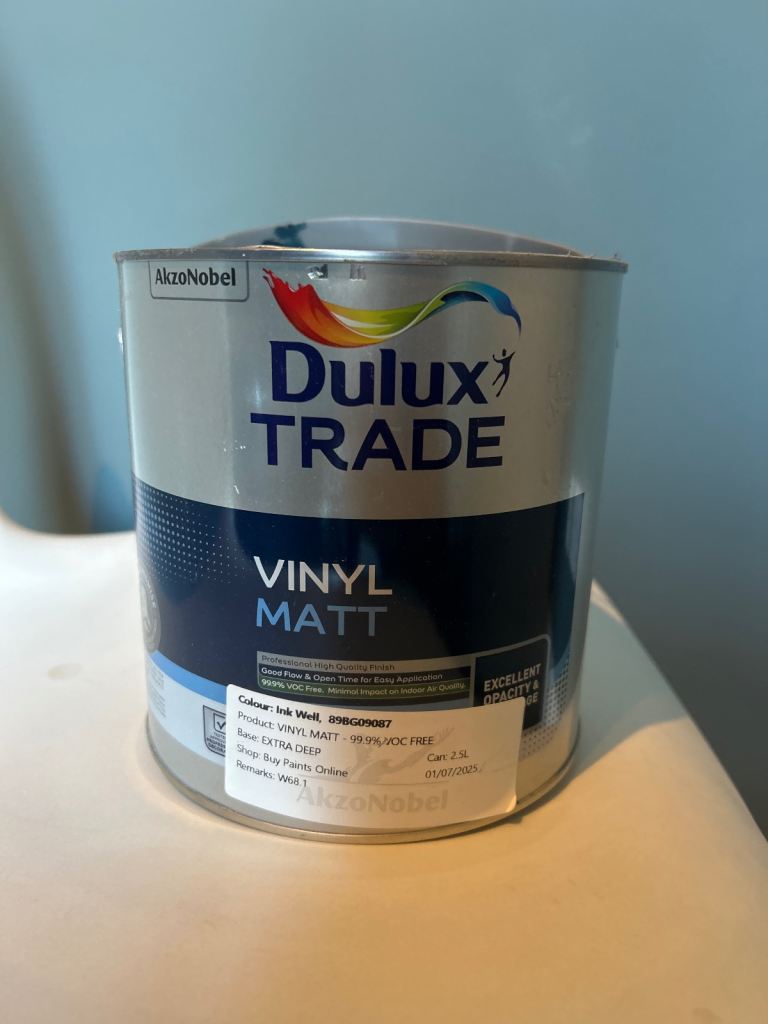 AkzoNobel
Dulux
TRADE
VINYL
MATT
Professional High Quality Finish
Good Flow & Open Time for Easy Application
99.9% VOC Free. Minimal Impact on Indoor Air Quality.
EXCELLENT
OPACITY &
Colour: Ink Well, 89BG09087
Product: VINYL MATT - 99.9% VOC FREE
Base: EXTRA DEEP
Can: 2.5L
Shop: Buy Paints Online
01/07/2025
Remarks: W68.1
AkzoNobel